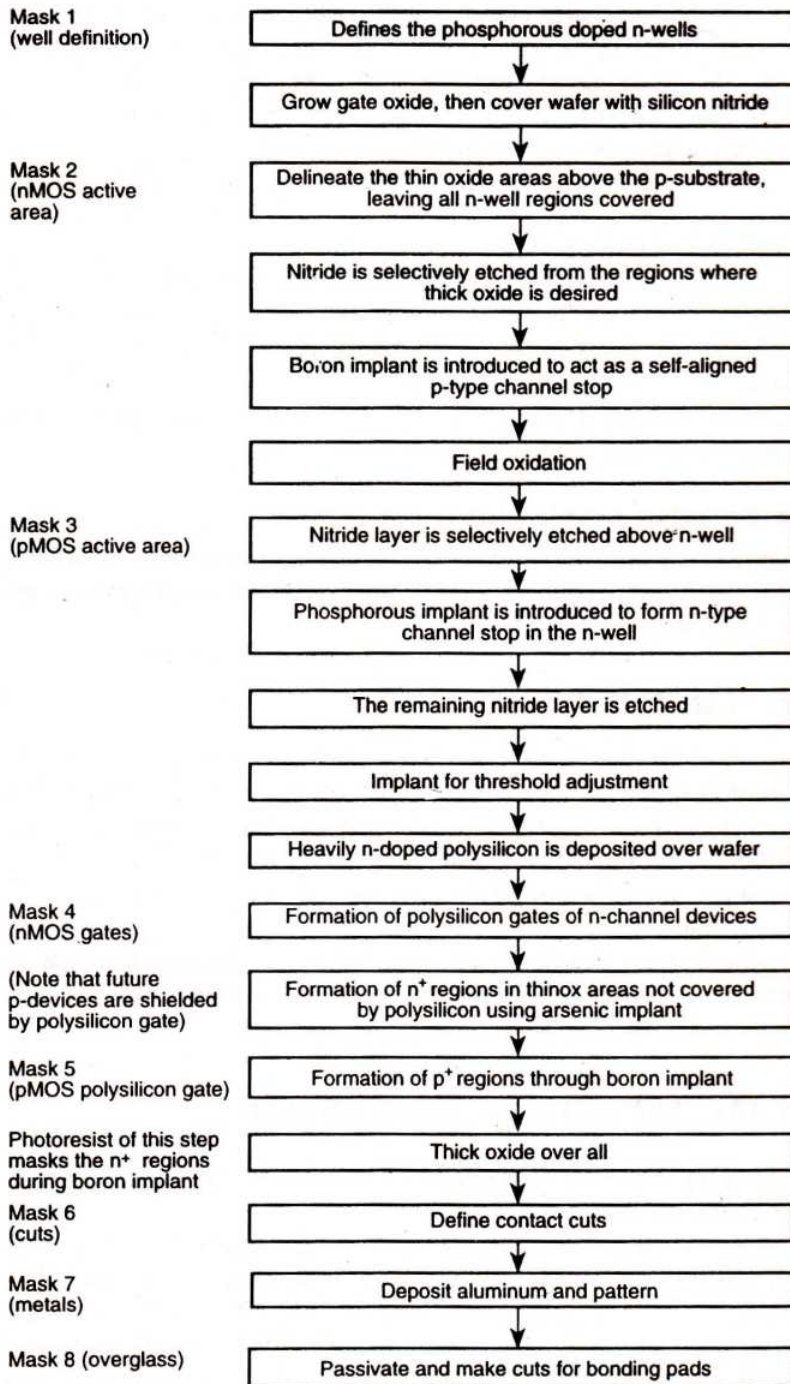 Mask 1
(well definition)
Defines the phosphorous doped n-wells
Grow gate oxide, then cover wafer with silicon nitride
Mask 2
(nMOS active
area)
Delineate the thin oxide areas above the p-substrate,
leaving all n-well regions covered
Nitride is selectively etched from the regions where
thick oxide is desired
Boron implant is introduced to act as a self-aligned
p-type channel stop
Field oxidation
Mask 3
(pMOS active area)
Nitride layer is selectively etched above n-well
Phosphorous implant is introduced to form n-type
channel stop in the n-well
The remaining nitride layer is etched
Implant for threshold adjustment
Heavily n-doped polysilicon is deposited over wafer
Mask 4
(nMOS gates)
Formation of polysilicon gates of n-channel devices
(Note that future
p-devices are shielded
by polysilicon gate)
Formation of n⁺ regions in thinox areas not covered
by polysilicon using arsenic implant
Mask 5
(pMOS polysilicon gate)
Formation of p⁺ regions through boron implant
Photoresist of this step
masks the n⁺ regions
during boron implant
Thick oxide over all
Mask 6
(cuts)
Define contact cuts
Mask 7
(metals)
Deposit aluminum and pattern
Mask 8 (overglass)
Passivate and make cuts for bonding pads